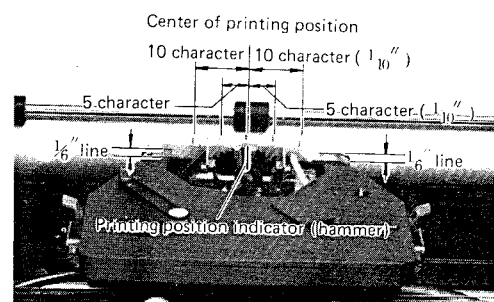 Center of printing position
10 character 10 character ( 1/10″ )
5 character 5 character ( 1/10″ )
1/6″ line 1/6″ line
Printing position indicator (hammer)